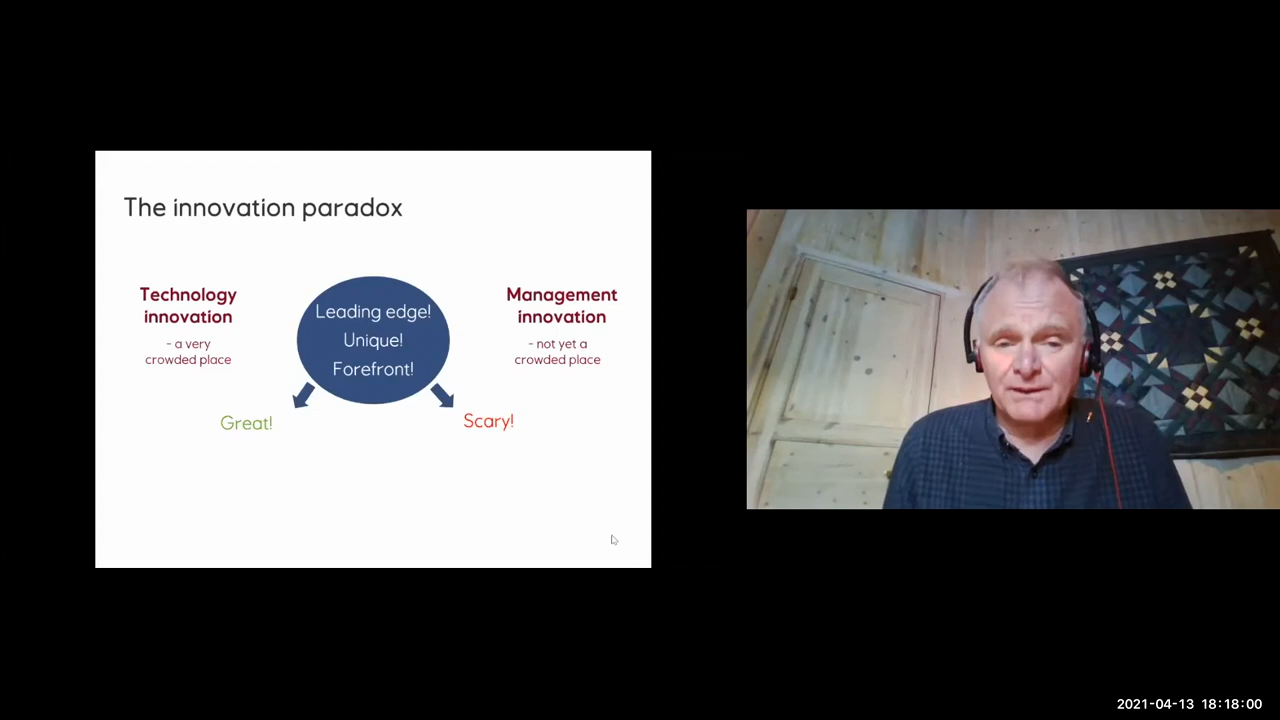 The innovation paradox
Technology
innovation
- a very
crowded place
Leading edge!
Unique!
Forefront!
Management
innovation
- not yet a
crowded place
Great!
Scary!
2021-04-13 18:18:00